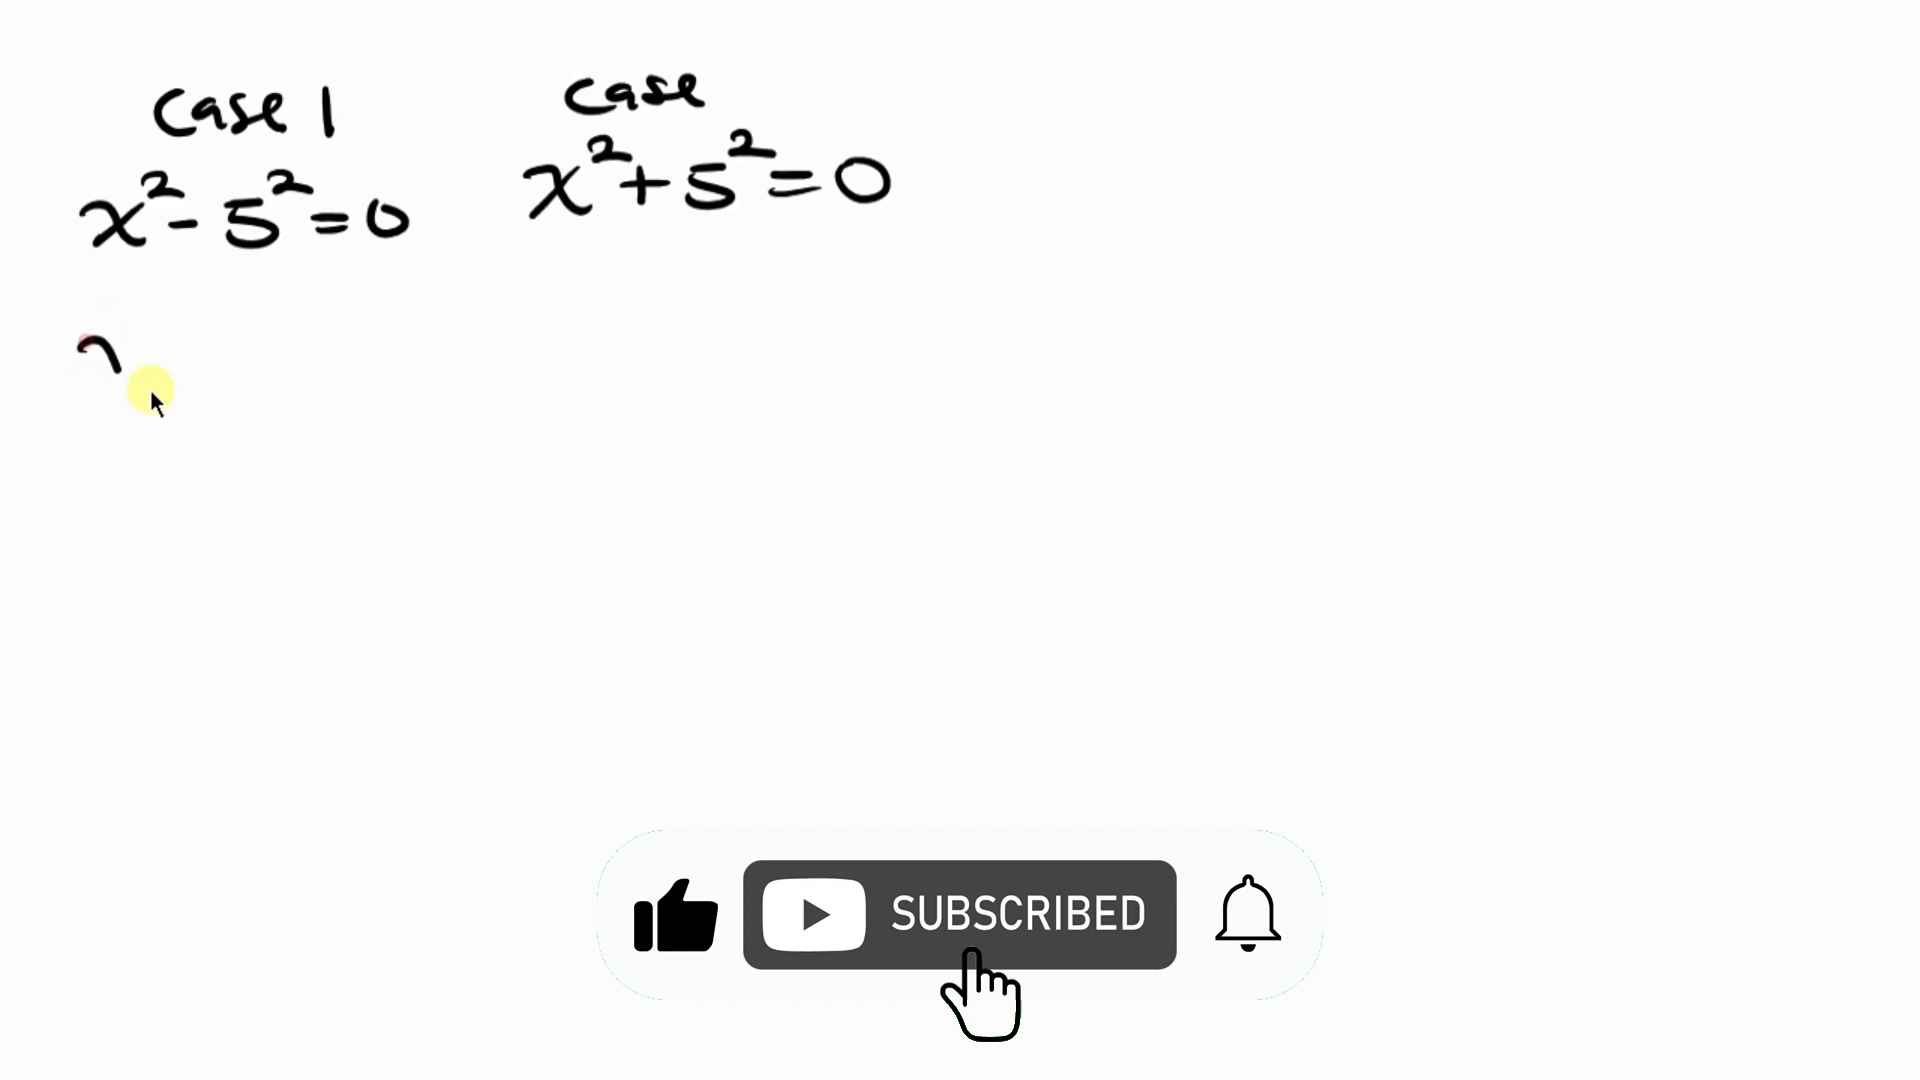 Case 1
x² - 5² = 0
Case
x² + 5² = 0
SUBSCRIBED